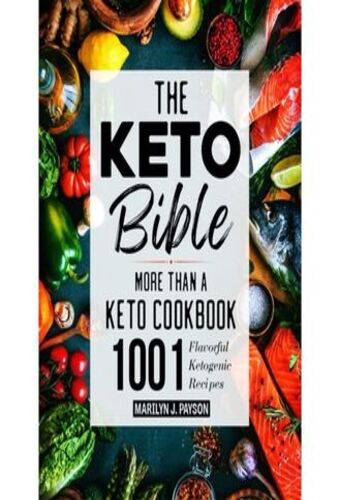 THE
KETO
Bible
MORE THAN A
KETO COOKBOOK
1001 Flavorful
Ketogenic
Recipes
MARILYN J. PAYSON